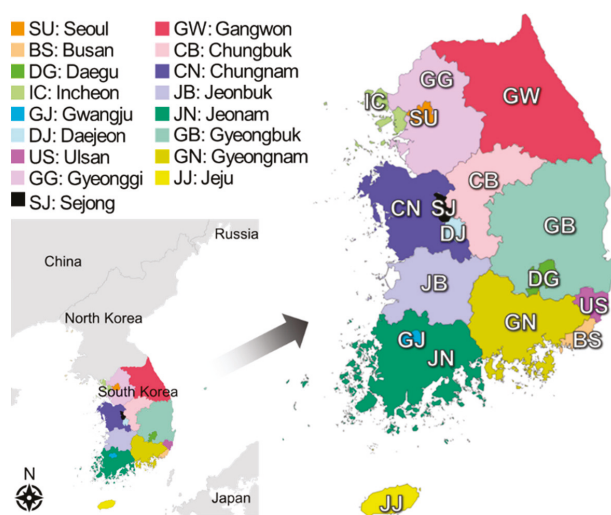 SU: Seoul
BS: Busan
DG: Daegu
IC: Incheon
GJ: Gwangju
DJ: Daejeon
US: Ulsan
GG: Gyeonggi
SJ: Sejong
GW: Gangwon
CB: Chungbuk
CN: Chungnam
JB: Jeonbuk
JN: Jeonam
GB: Gyeongbuk
GN: Gyeongnam
JJ: Jeju
Russia
China
North Korea
South Korea
Japan
N
GG
GW
IC
SU
CB
CN
SJ
DJ
GB
DG
JB
US
GN
BS
GJ
JN
JJ